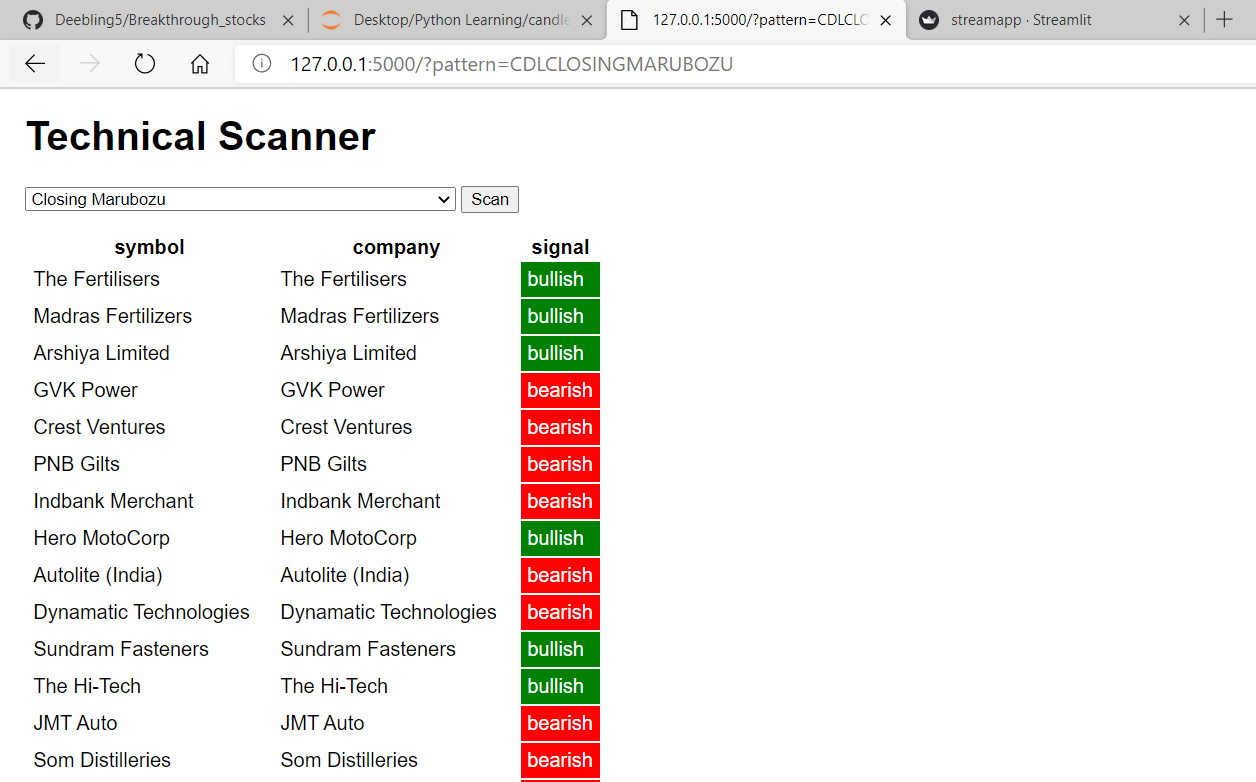 Deebling5/Breakthrough_stocks Desktop/Python Learning/candle 127.0.0.1:5000/?pattern=CDLCLO streamapp · Streamlit
127.0.0.1:5000/?pattern=CDLCLOSINGMARUBOZU
Technical Scanner
Closing Marubozu Scan
symbol company signal
The Fertilisers The Fertilisers bullish
Madras Fertilizers Madras Fertilizers bullish
Arshiya Limited Arshiya Limited bullish
GVK Power GVK Power bearish
Crest Ventures Crest Ventures bearish
PNB Gilts PNB Gilts bearish
Indbank Merchant Indbank Merchant bearish
Hero MotoCorp Hero MotoCorp bullish
Autolite (India) Autolite (India) bearish
Dynamatic Technologies Dynamatic Technologies bearish
Sundram Fasteners Sundram Fasteners bullish
The Hi-Tech The Hi-Tech bullish
JMT Auto JMT Auto bearish
Som Distilleries Som Distilleries bearish